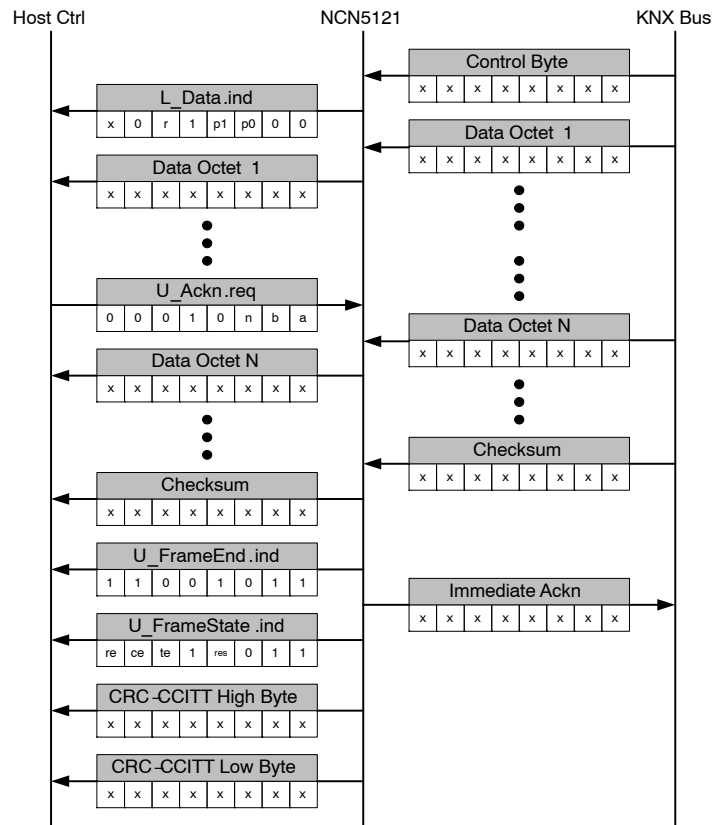 Host Ctrl NCN5121 KNX Bus
Control Byte
x x x x x x x x
L_Data.ind
x 0 r 1 p1 p0 0 0
Data Octet 1
x x x x x x x x
Data Octet 1
x x x x x x x x
U_Ackn.req
0 0 0 1 0 n b a
Data Octet N
x x x x x x x x
Data Octet N
x x x x x x x x
Checksum
x x x x x x x x
Checksum
x x x x x x x x
U_FrameEnd.ind
1 1 0 0 1 0 1 1
Immediate Ackn
x x x x x x x x
U_FrameState.ind
re ce te 1 res 0 1 1
CRC-CCITT High Byte
x x x x x x x x
CRC-CCITT Low Byte
x x x x x x x x